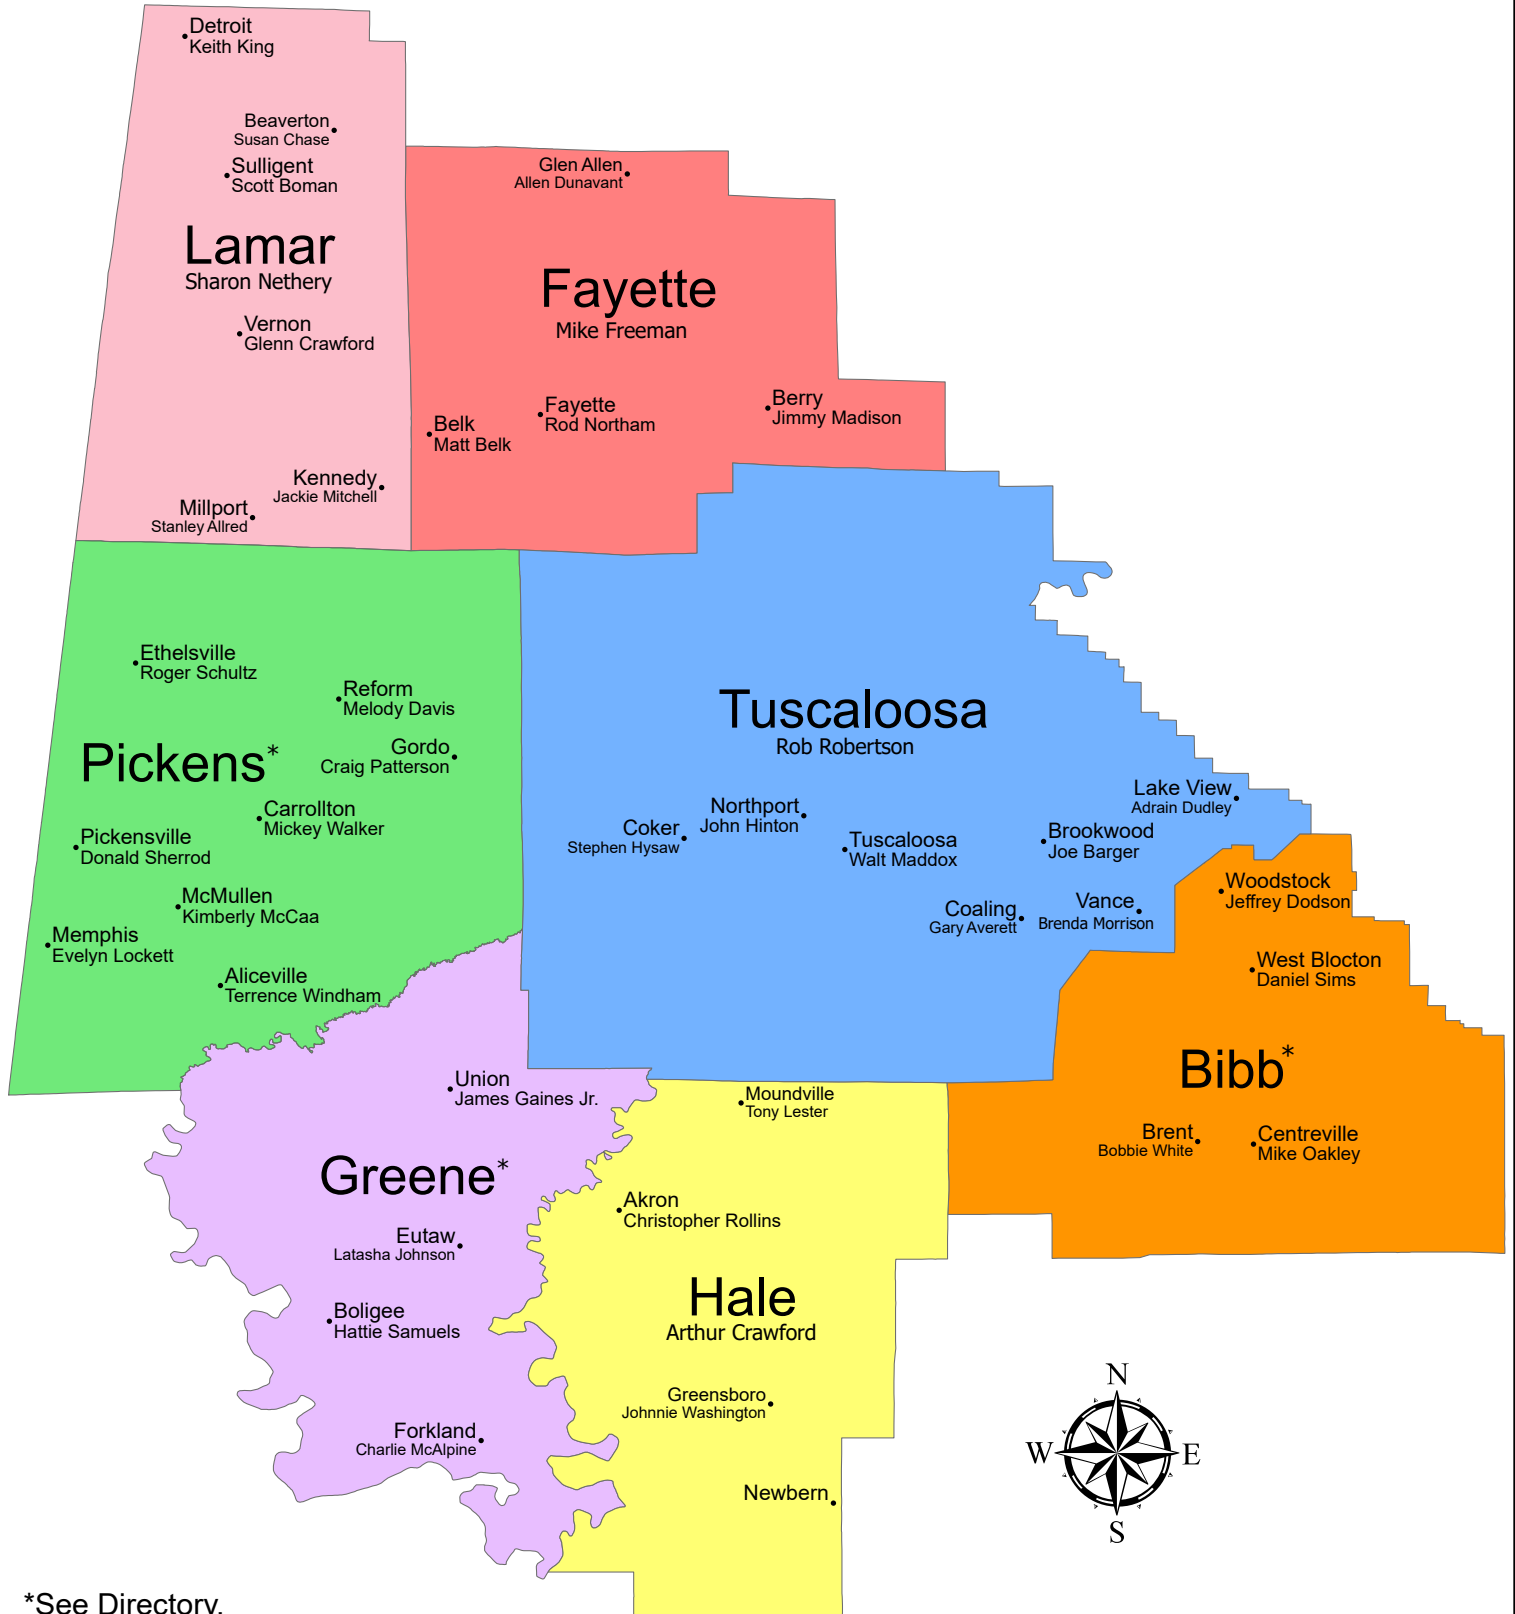 Detroit
Keith King
Beaverton
Susan Chase
Sulligent
Scott Boman
Lamar
Sharon Nethery
Vernon
Glenn Crawford
Kennedy
Jackie Mitchell
Millport
Stanley Allred
Glen Allen
Allen Dunavant
Fayette
Mike Freeman
Fayette
Rod Northam
Belk
Matt Belk
Berry
Jimmy Madison
Ethelsville
Roger Schultz
Reform
Melody Davis
Gordo
Craig Patterson
Pickens*
Carrollton
Mickey Walker
Pickensville
Donald Sherrod
McMullen
Kimberly McCaa
Memphis
Evelyn Lockett
Aliceville
Terrence Windham
Tuscaloosa
Rob Robertson
Lake View
Adrain Dudley
Northport
John Hinton
Coker
Stephen Hysaw
Tuscaloosa
Walt Maddox
Brookwood
Joe Barger
Coaling
Gary Averett
Vance
Brenda Morrison
Woodstock
Jeffrey Dodson
West Blocton
Daniel Sims
Bibb*
Brent
Bobbie White
Centreville
Mike Oakley
Union
James Gaines Jr.
Greene*
Eutaw
Latasha Johnson
Boligee
Hattie Samuels
Forkland
Charlie McAlpine
Moundville
Tony Lester
Akron
Christopher Rollins
Hale
Arthur Crawford
Greensboro
Johnnie Washington
Newbern
N
W
E
S
*See Directory.